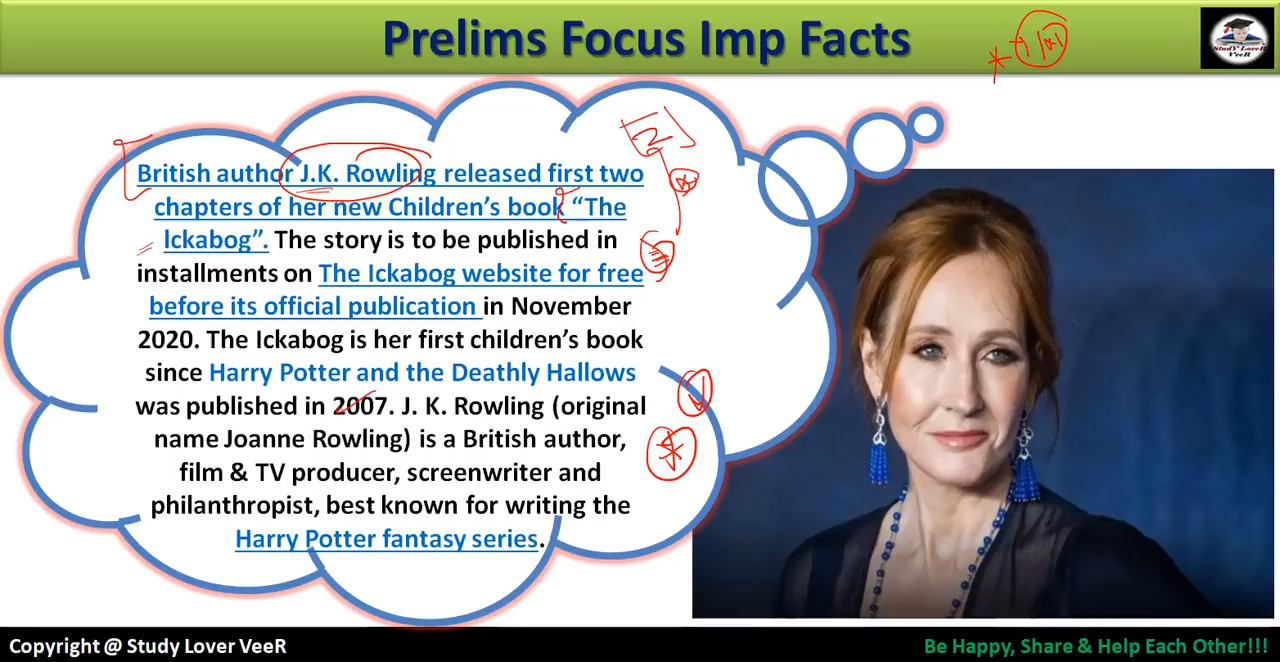 Prelims Focus Imp Facts
StudY LoveR
VeeR
2
British author J.K. Rowling released first two
chapters of her new Children's book “The
Ickabog”. The story is to be published in
installments on The Ickabog website for free
before its official publication in November
2020. The Ickabog is her first children's book
since Harry Potter and the Deathly Hallows
was published in 2007. J. K. Rowling (original
name Joanne Rowling) is a British author,
film & TV producer, screenwriter and
philanthropist, best known for writing the
Harry Potter fantasy series.
Copyright @ Study Lover VeeR
Be Happy, Share & Help Each Other!!!